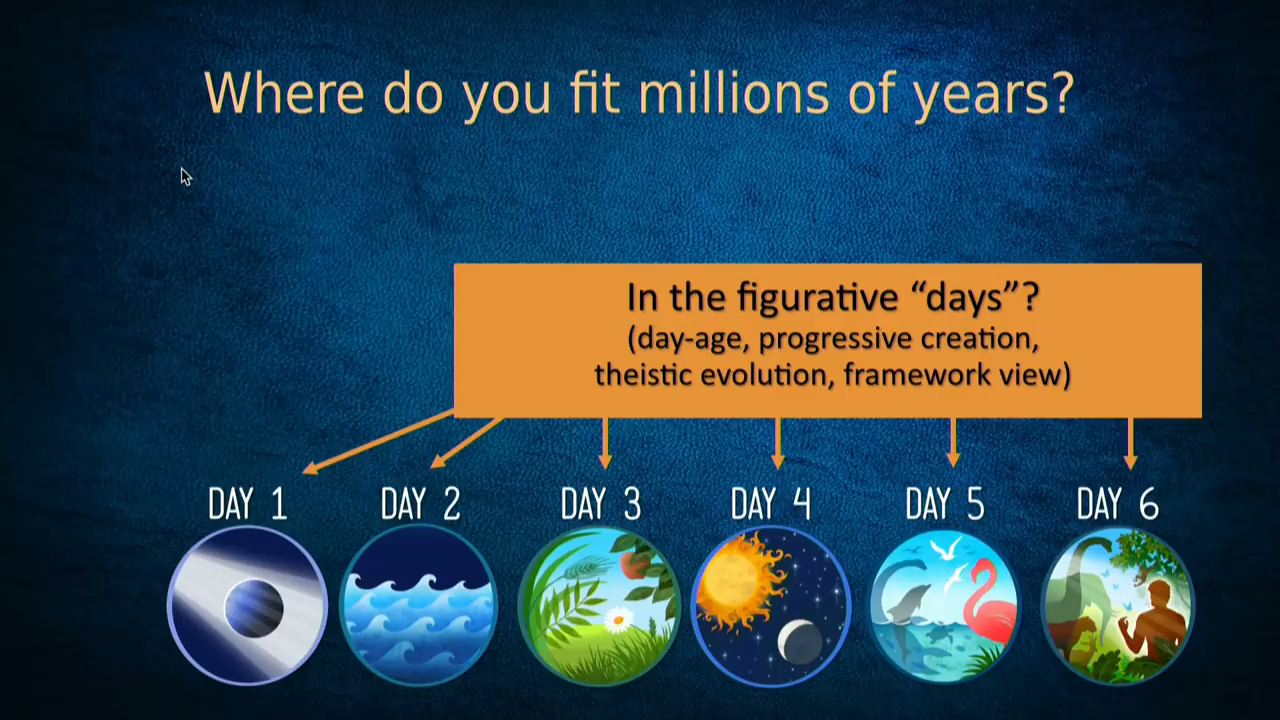 Where do you fit millions of years?
In the figurative “days”?
(day-age, progressive creation,
theistic evolution, framework view)
DAY 1
DAY 2
DAY 3
DAY 4
DAY 5
DAY 6